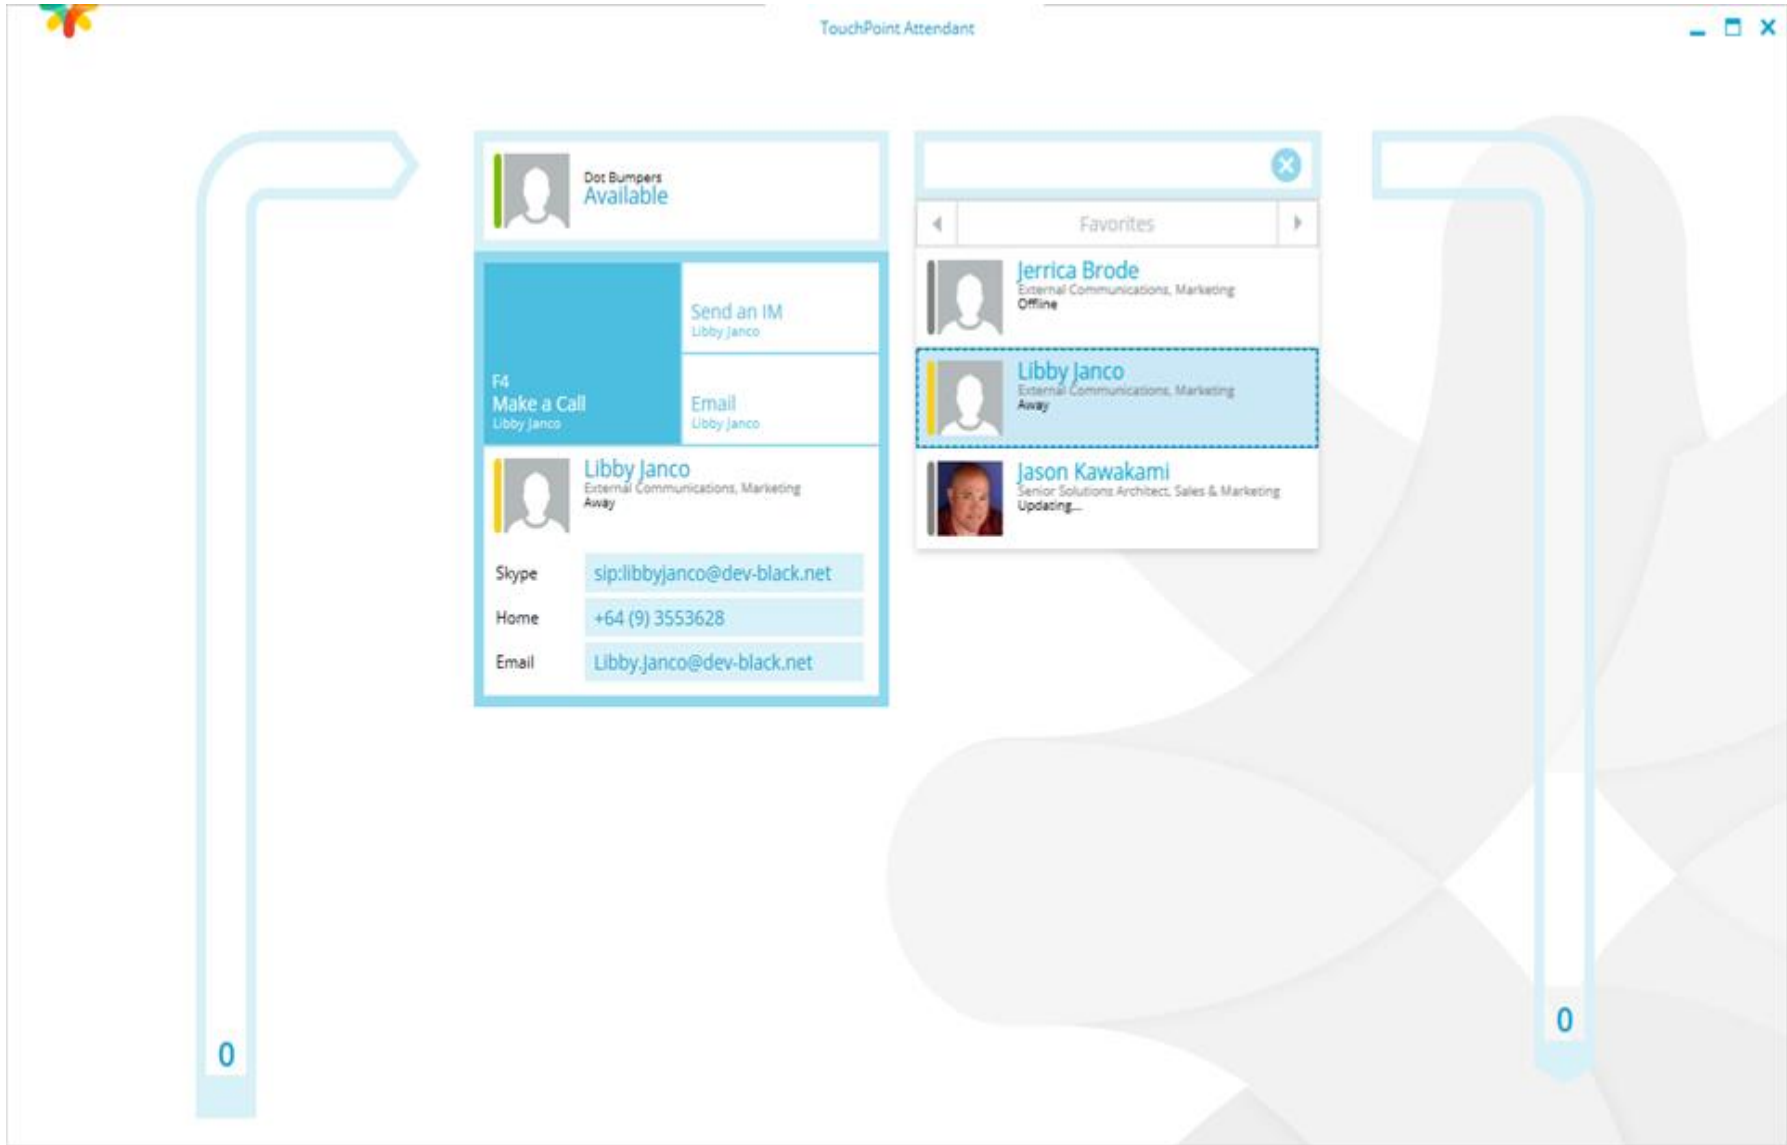 TouchPoint Attendant
Dot Bumpers
Available
F4
Make a Call
Libby Janco
Send an IM
Libby Janco
Email
Libby Janco
Libby Janco
External Communications, Marketing
Away
Skype
sip:libbyjanco@dev-black.net
Home
+64 (9) 3553628
Email
Libby.Janco@dev-black.net
Favorites
Jerrica Brode
External Communications, Marketing
Offline
Libby Janco
External Communications, Marketing
Away
Jason Kawakami
Senior Solutions Architect, Sales & Marketing
Updating...
0
0